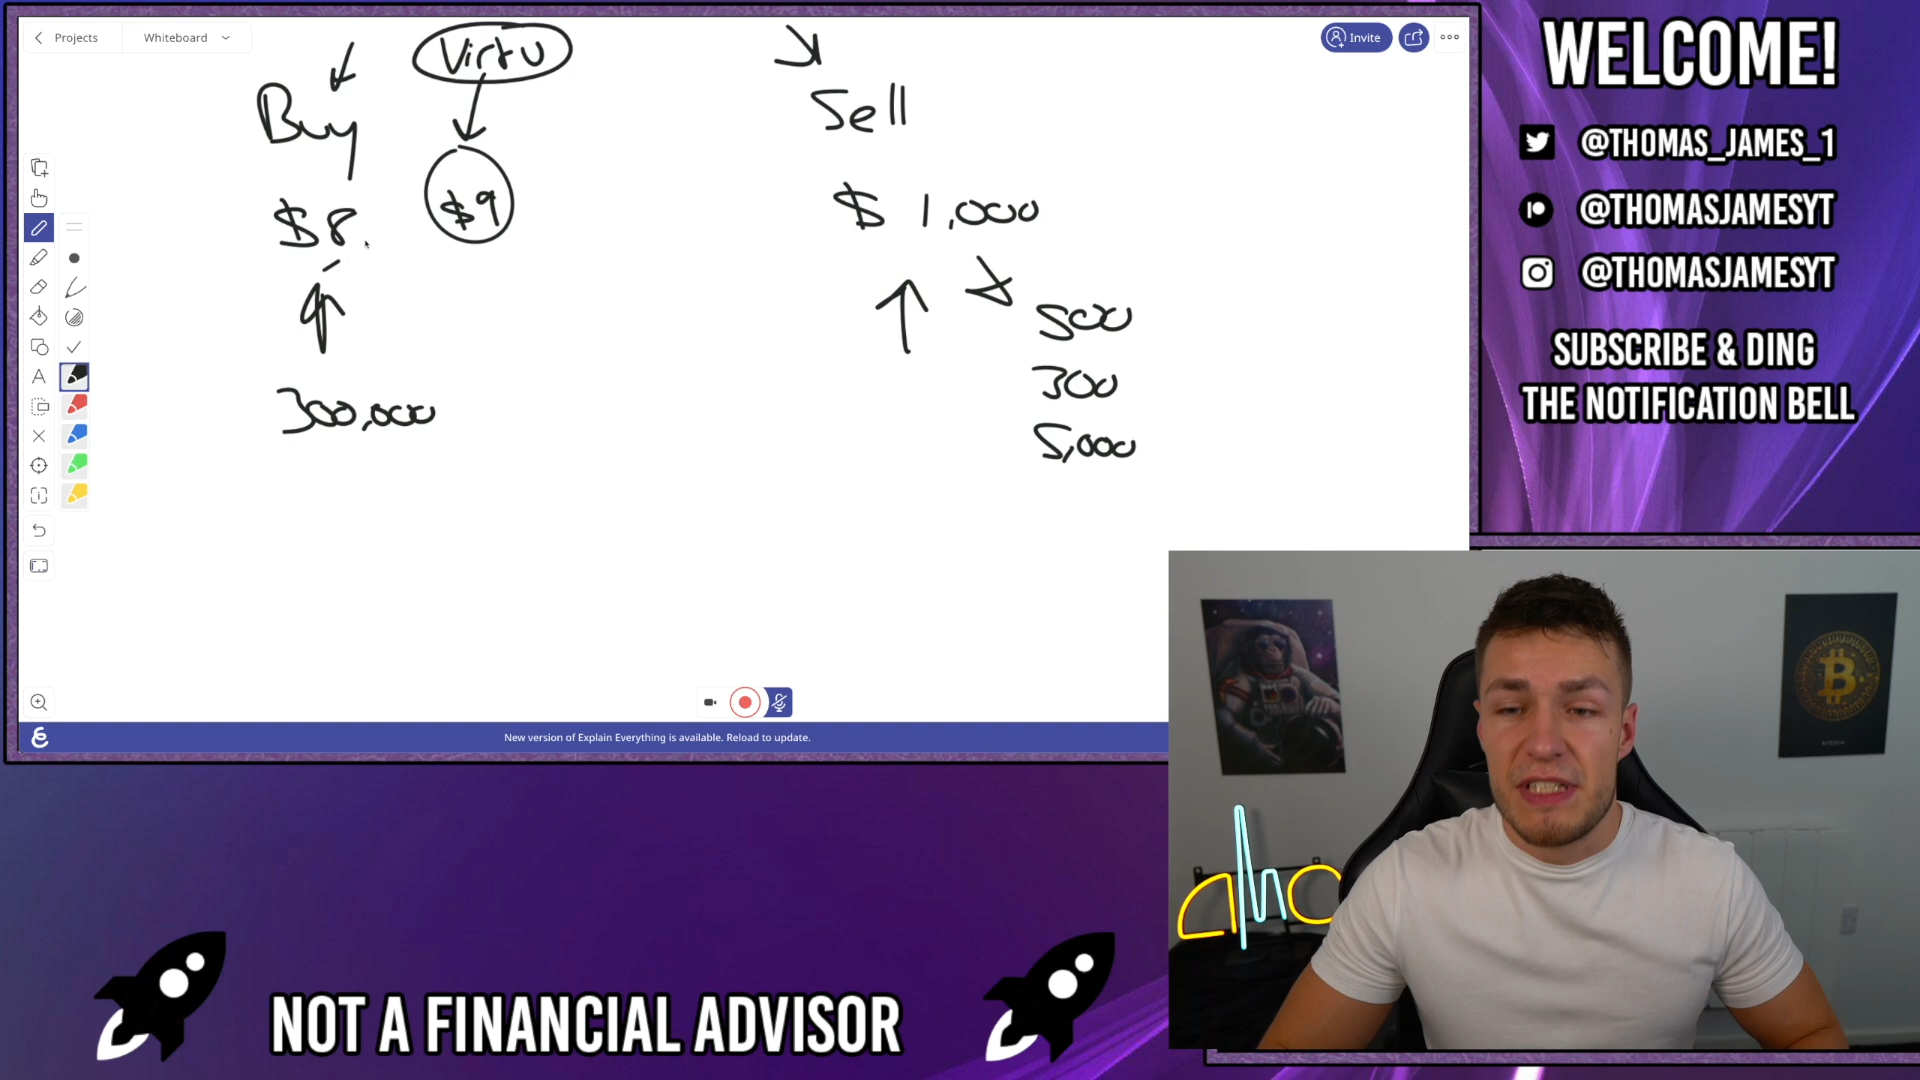 Projects
Whiteboard
Invite
Virtu
Buy
$8
$9
300,000
Sell
$ 1,000
500
300
5,000
A
New version of Explain Everything is available. Reload to update.
WELCOME!
@THOMAS_JAMES_1
@THOMASJAMESYT
@THOMASJAMESYT
SUBSCRIBE & DING
THE NOTIFICATION BELL
NOT A FINANCIAL ADVISOR